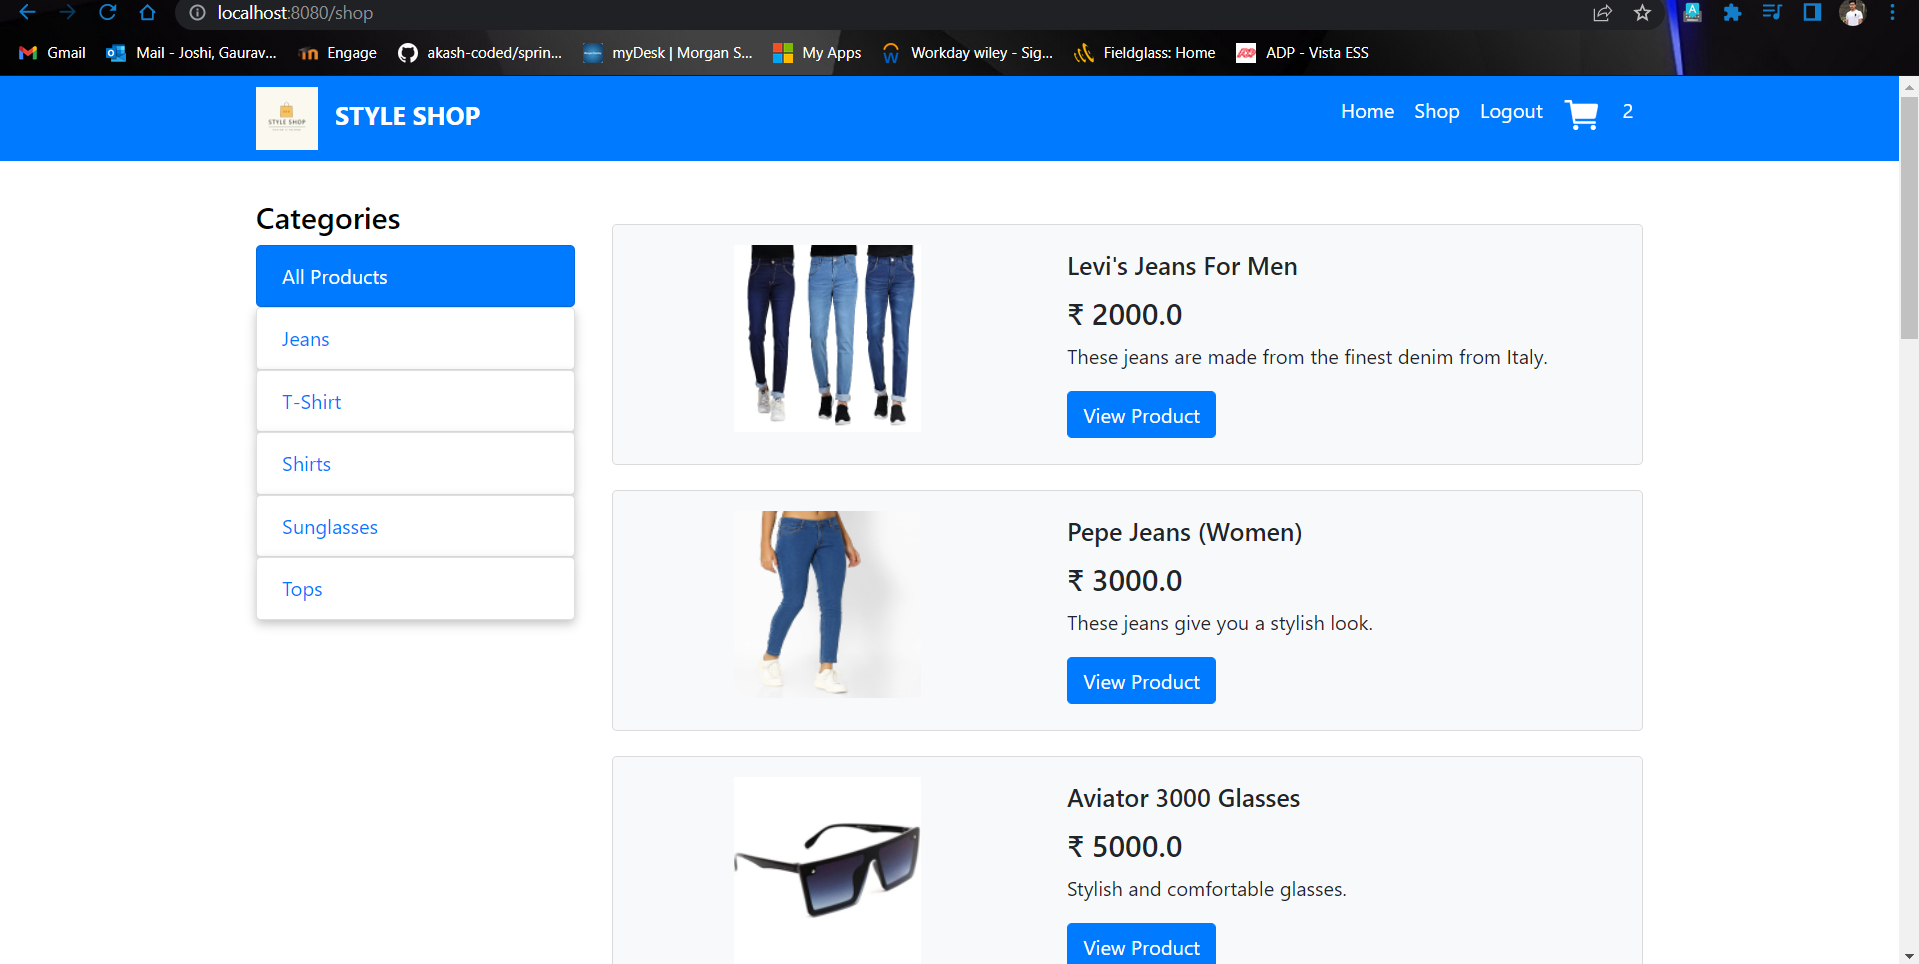 localhost:8080/shop
Gmail
Mail - Joshi, Gaurav...
Engage
akash-coded/sprin...
myDesk | Morgan S...
My Apps
Workday wiley - Sig...
Fieldglass: Home
ADP - Vista ESS
STYLE SHOP
STYLE SHOP
Home
Shop
Logout
2
Categories
All Products
Jeans
T-Shirt
Shirts
Sunglasses
Tops
Levi's Jeans For Men
₹ 2000.0
These jeans are made from the finest denim from Italy.
View Product
Pepe Jeans (Women)
₹ 3000.0
These jeans give you a stylish look.
View Product
Aviator 3000 Glasses
₹ 5000.0
Stylish and comfortable glasses.
View Product